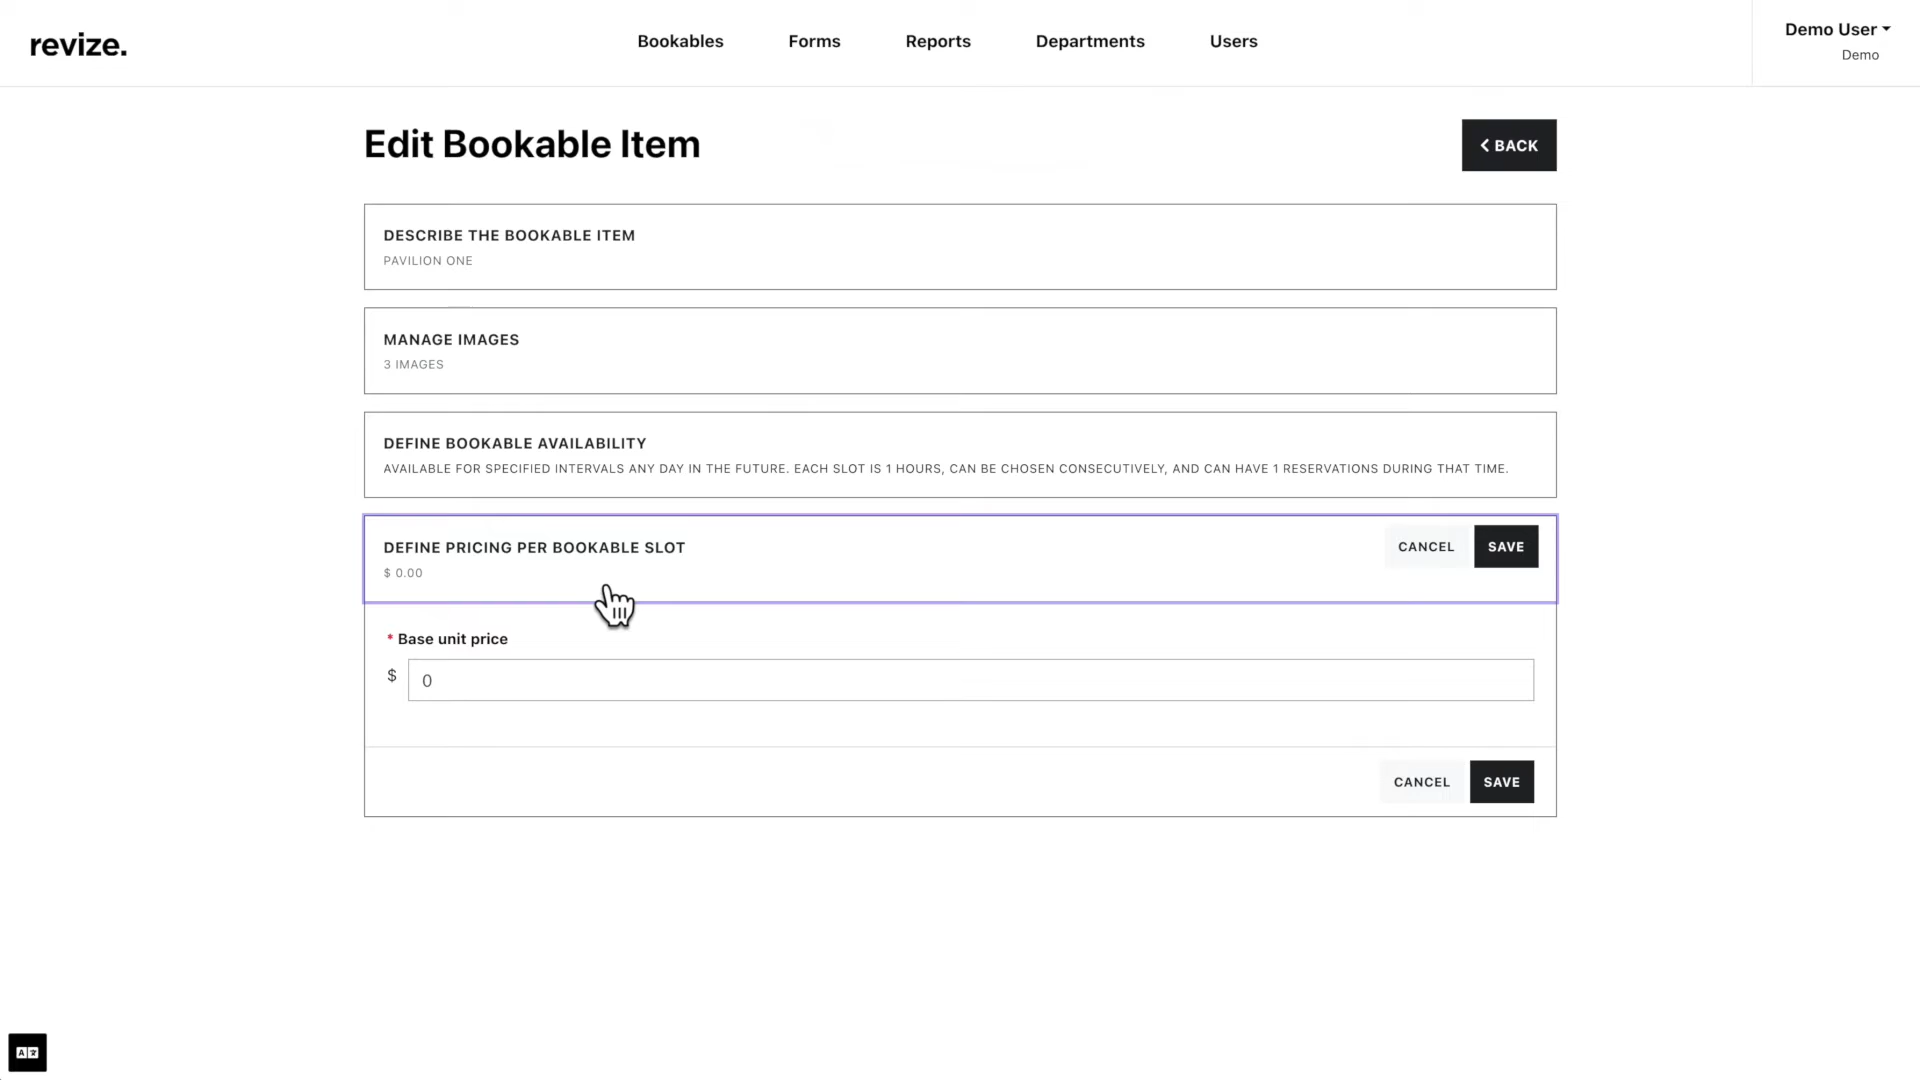 revize.
Bookables
Forms
Reports
Departments
Users
Demo User
Demo
Edit Bookable Item
BACK
DESCRIBE THE BOOKABLE ITEM
PAVILION ONE
MANAGE IMAGES
3 IMAGES
DEFINE BOOKABLE AVAILABILITY
AVAILABLE FOR SPECIFIED INTERVALS ANY DAY IN THE FUTURE. EACH SLOT IS 1 HOURS, CAN BE CHOSEN CONSECUTIVELY, AND CAN HAVE 1 RESERVATIONS DURING THAT TIME.
DEFINE PRICING PER BOOKABLE SLOT
CANCEL
SAVE
$ 0.00
* Base unit price
$ 0
CANCEL
SAVE